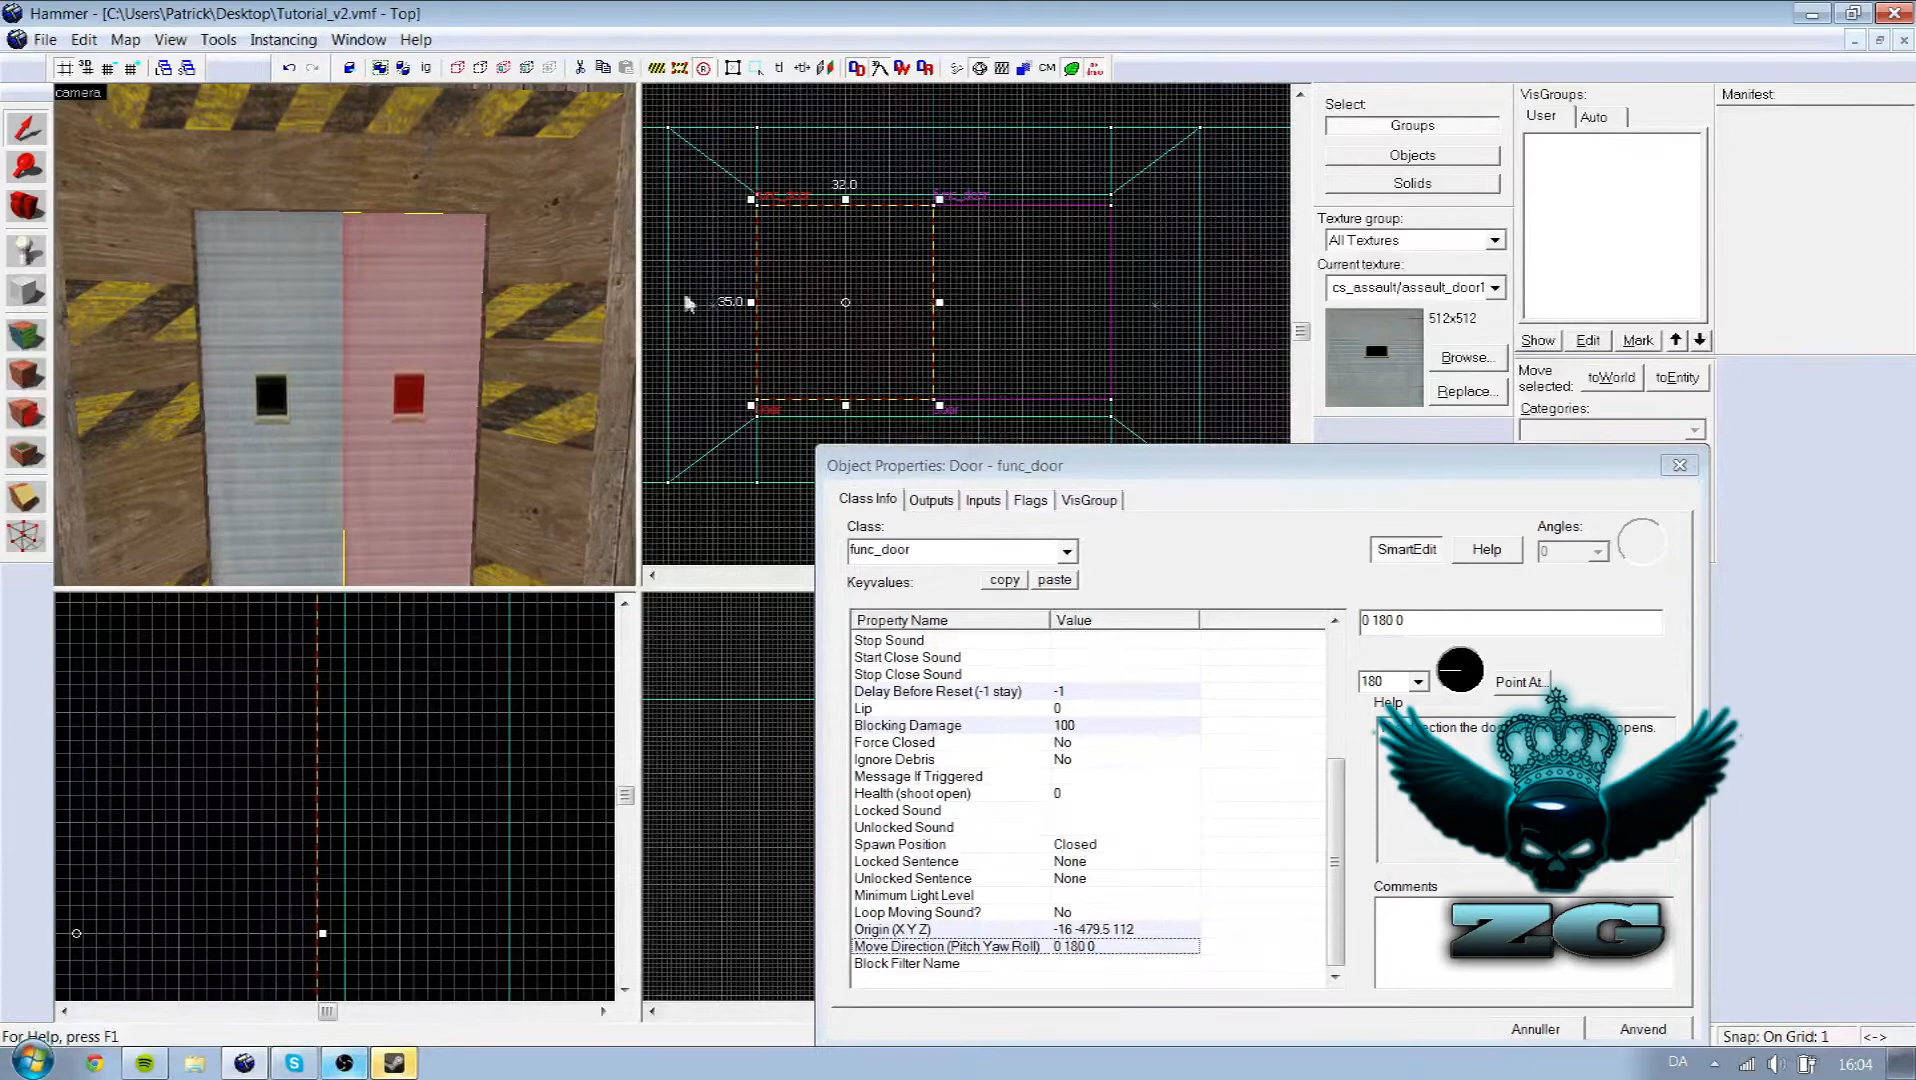 Hammer - [C:\Users\Patrick\Desktop\Tutorial_v2.vmf - Top]
File Edit Map View Tools Instancing Window Help
camera
func_door
32.0
35.0
door
Select:
Groups
Objects
Solids
Texture group:
All Textures
Current texture:
cs_assault/assault_door1
512x512
Browse...
Replace...
VisGroups:
User
Auto
Show
Edit
Mark
Move selected:
toWorld
toEntity
Categories:
Manifest:
Object Properties: Door - func_door
Class Info
Outputs
Inputs
Flags
VisGroup
Class:
func_door
Keyvalues:
copy
paste
SmartEdit
Help
Angles:
0
Property Name Value
Stop Sound
Start Close Sound
Stop Close Sound
Delay Before Reset (-1 stay) -1
Lip 0
Blocking Damage 100
Force Closed No
Ignore Debris No
Message If Triggered
Health (shoot open) 0
Locked Sound
Unlocked Sound
Spawn Position Closed
Locked Sentence None
Unlocked Sentence None
Minimum Light Level
Loop Moving Sound? No
Origin (X Y Z) -16 -479.5 112
Move Direction (Pitch Yaw Roll) 0 180 0
Block Filter Name
0 180 0
180
Point At...
Help
Comments
ZG
Annuller
Anvend
For Help, press F1
Snap: On Grid: 1
<->
DA
16:04